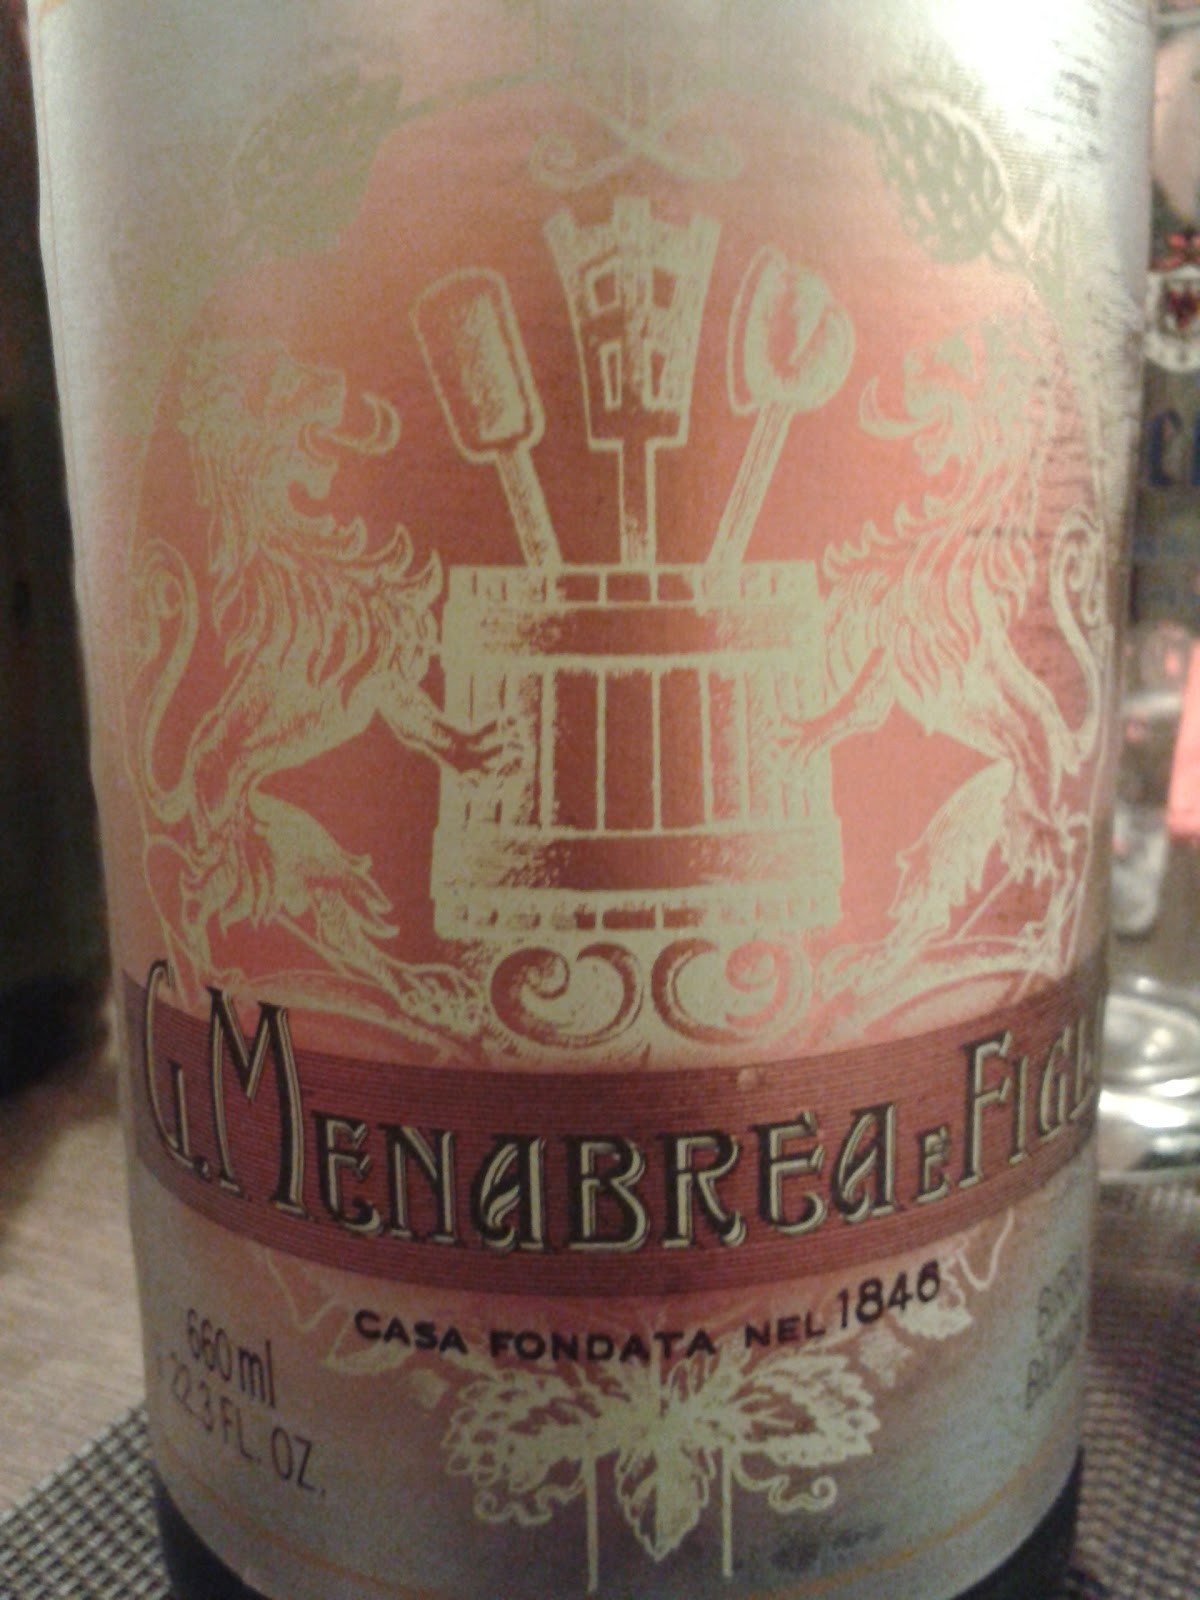 G. MENABREA E FIGLI
CASA FONDATA NEL 1846
660 ml
22.3 FL. OZ.